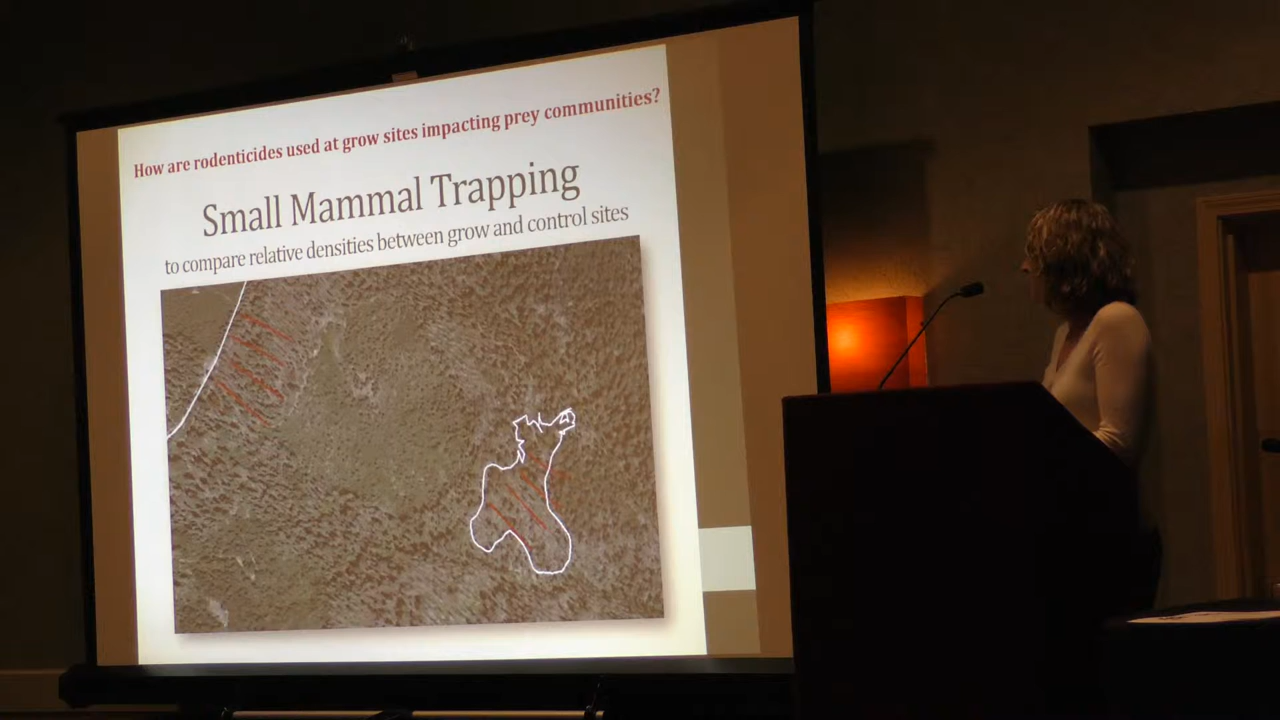 How are rodenticides used at grow sites impacting prey communities?
Small Mammal Trapping
to compare relative densities between grow and control sites